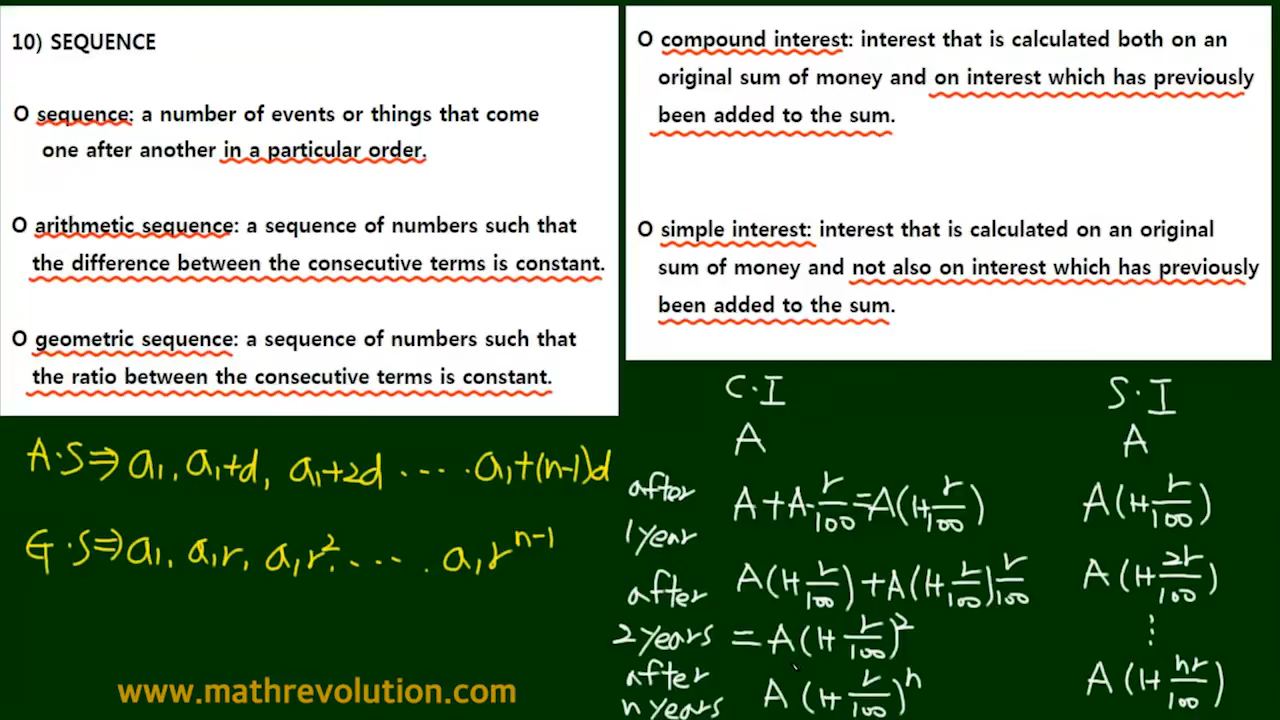 10) SEQUENCE
O sequence: a number of events or things that come
one after another in a particular order.
O arithmetic sequence: a sequence of numbers such that
the difference between the consecutive terms is constant.
O geometric sequence: a sequence of numbers such that
the ratio between the consecutive terms is constant.
O compound interest: interest that is calculated both on an
original sum of money and on interest which has previously
been added to the sum.
O simple interest: interest that is calculated on an original
sum of money and not also on interest which has previously
been added to the sum.
A·S⇒ a₁, a₁+d, a₁+2d ····· a₁+(n-1)d
G·S⇒ a₁, a₁r, a₁r², ····· a₁rⁿ⁻¹
C·I
A
after
1 year
A+A·r/100=A(1+r/100)
after
2 years
A(1+r/100)+A(1+r/100)r/100
=A(1+r/100)²
after
n years
A(1+r/100)ⁿ
S·I
A
A(1+r/100)
A(1+2r/100)
⋮
A(1+nr/100)
www.mathrevolution.com